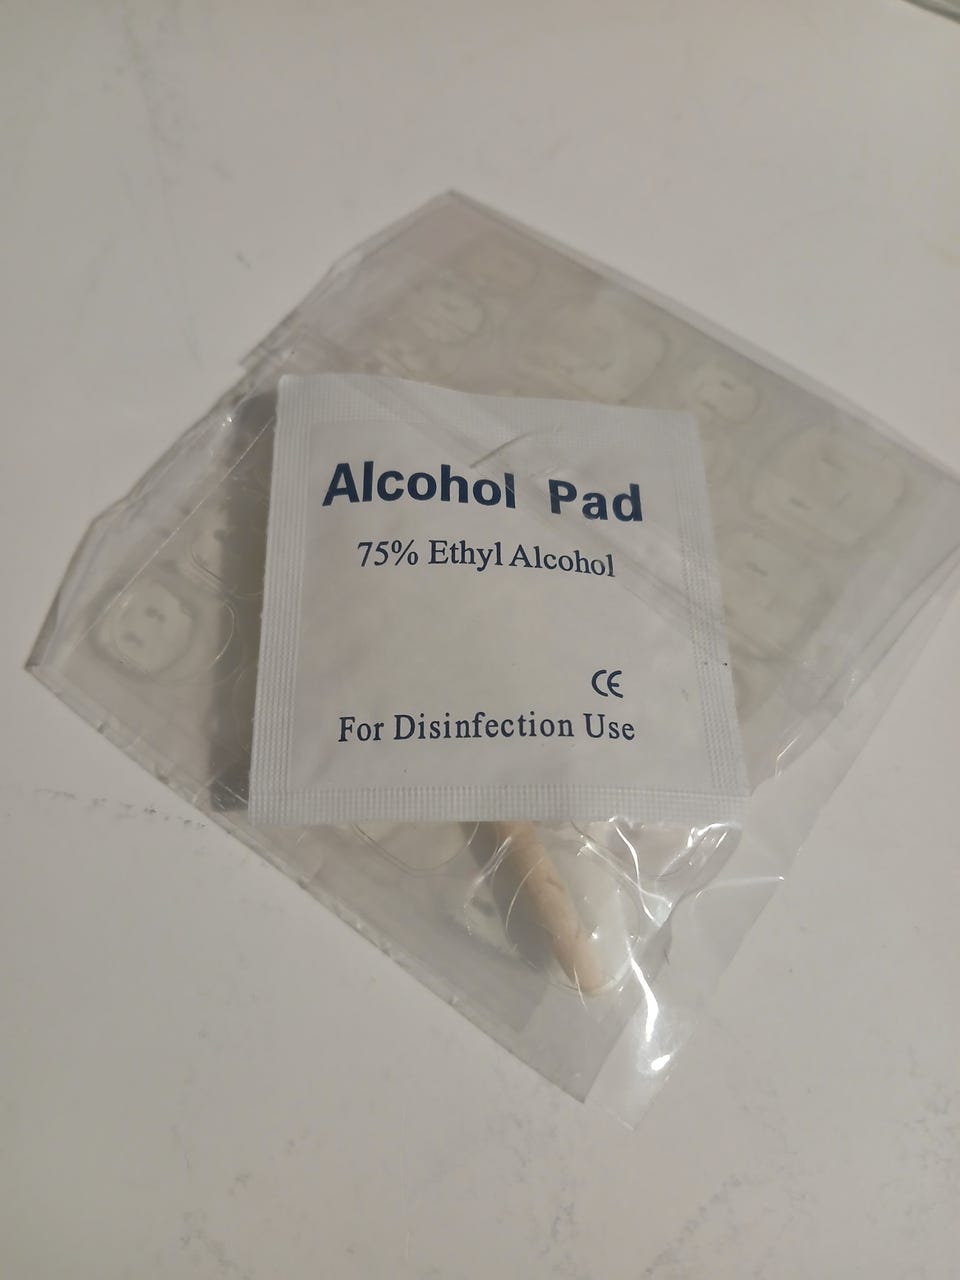 Alcohol Pad
75% Ethyl Alcohol
CE
For Disinfection Use